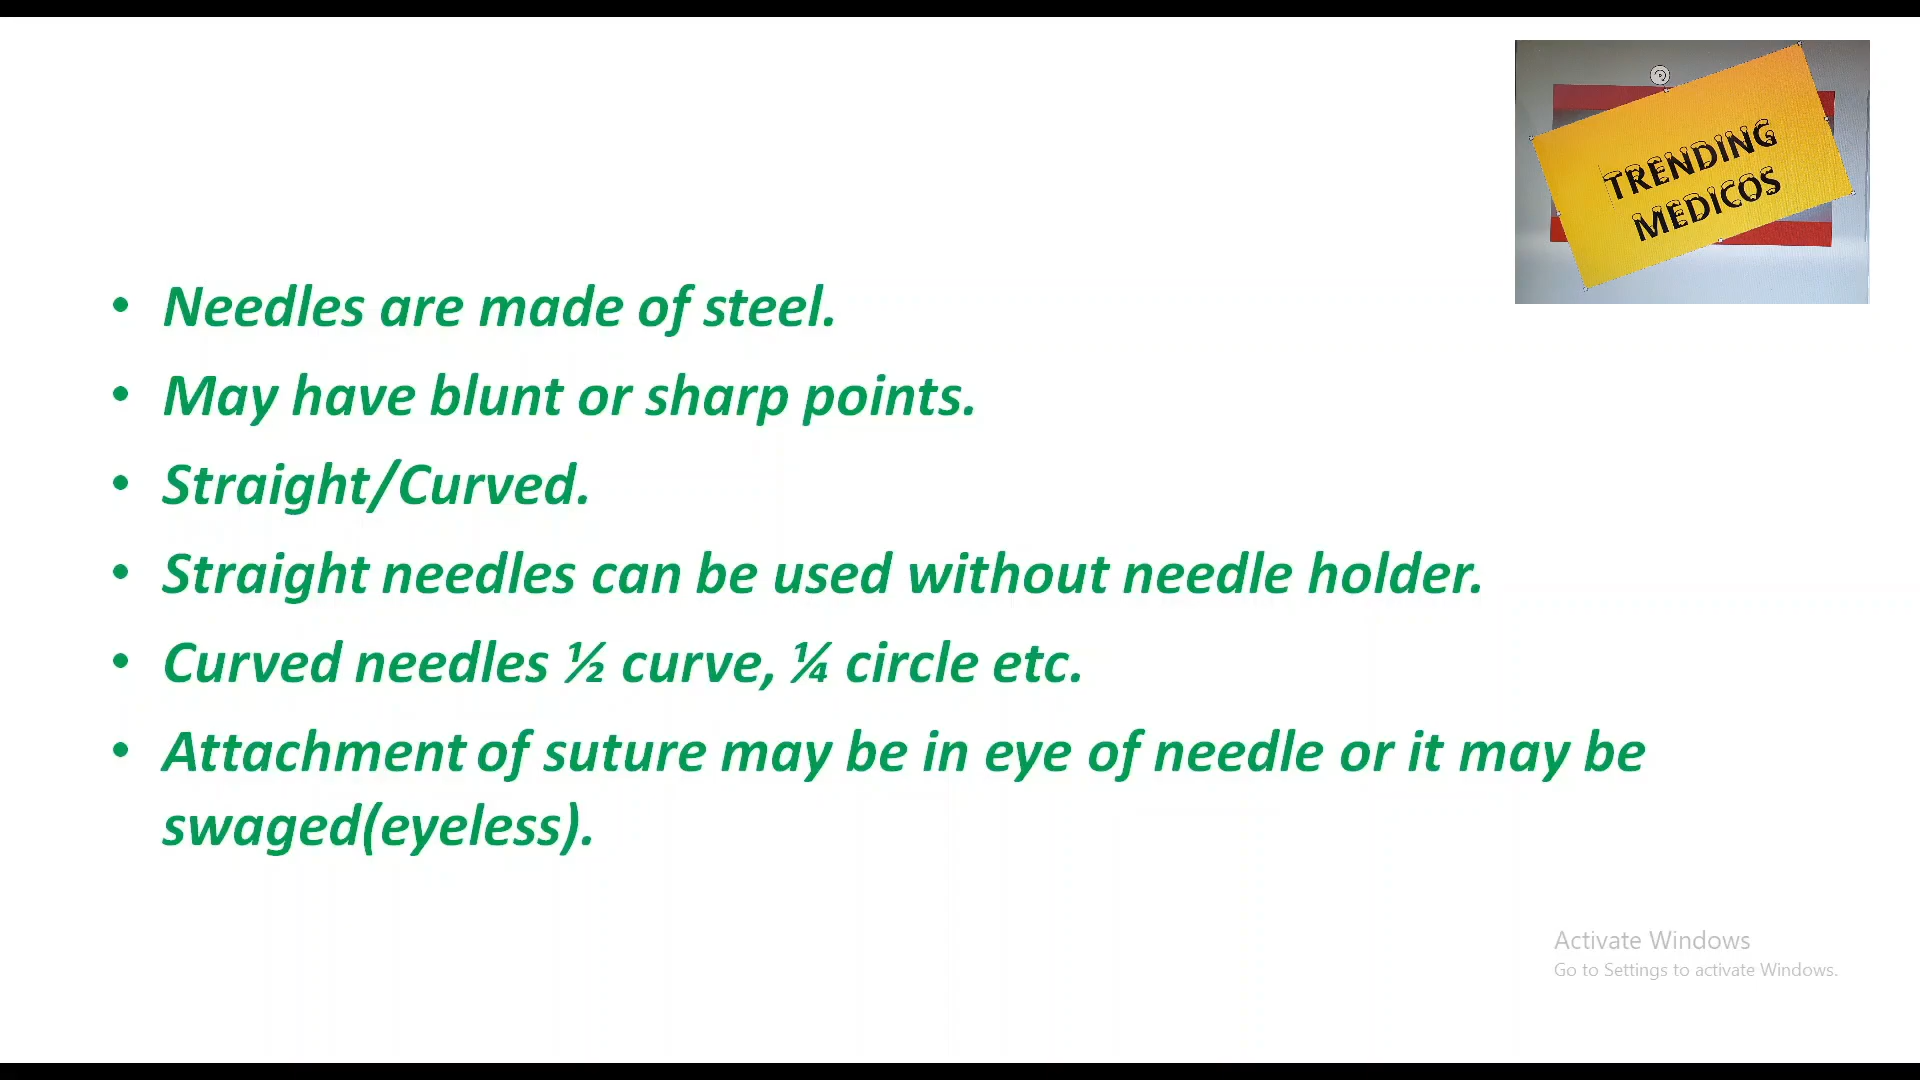 TRENDING
MEDICOS
• Needles are made of steel.
• May have blunt or sharp points.
• Straight/Curved.
• Straight needles can be used without needle holder.
• Curved needles ½ curve, ¼ circle etc.
• Attachment of suture may be in eye of needle or it may be
swaged(eyeless).
Activate Windows
Go to Settings to activate Windows.